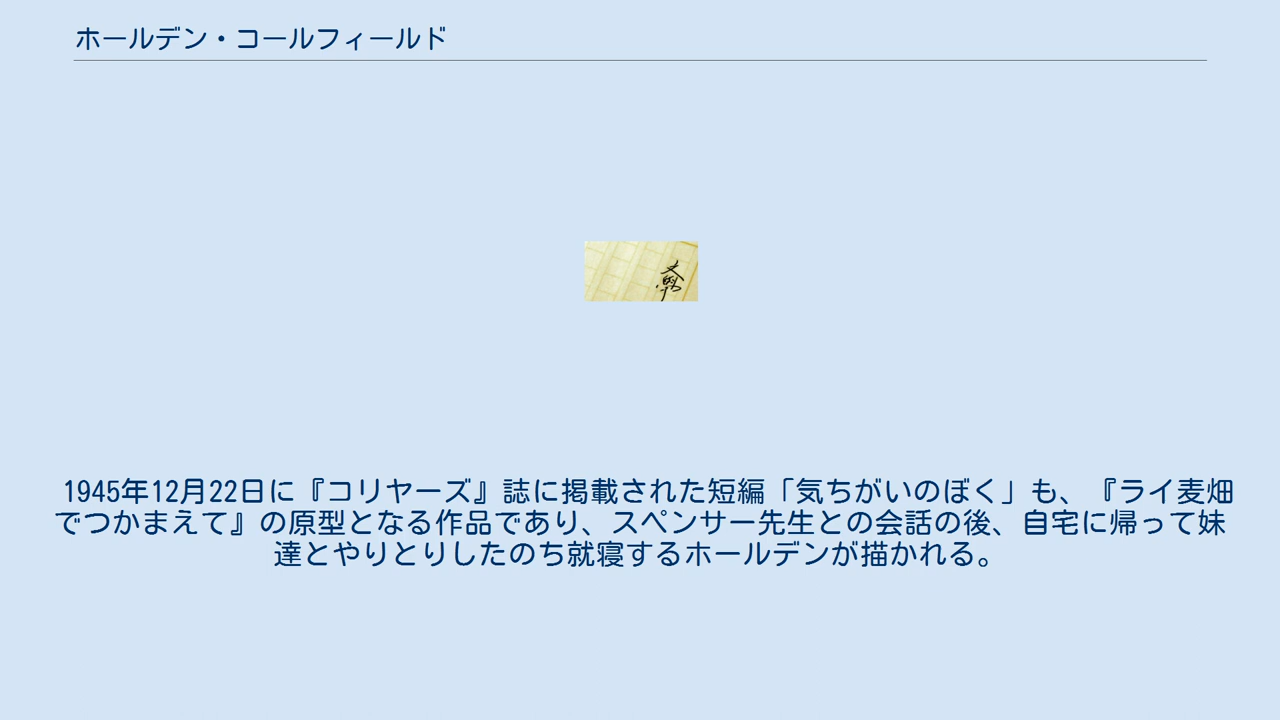 ホールデン・コールフィールド
1945年12月22日に『コリヤーズ』誌に掲載された短編「気ちがいのぼく」も、『ライ麦畑
でつかまえて』の原型となる作品であり、スペンサー先生との会話の後、自宅に帰って妹
達とやりとりしたのち就寝するホールデンが描かれる。